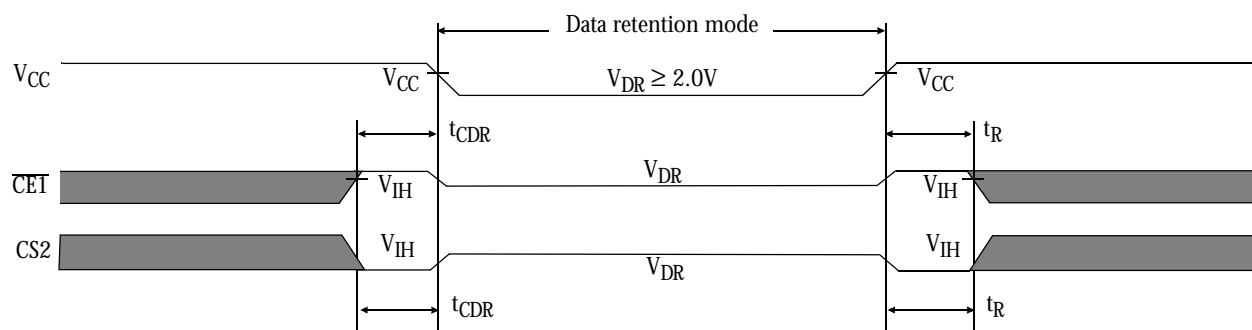 Data retention mode
VCC
VCC
VDR ≥ 2.0V
VCC
tCDR
tR
CE1
VIH
VDR
VIH
CS2
VIH
VDR
VIH
tCDR
tR